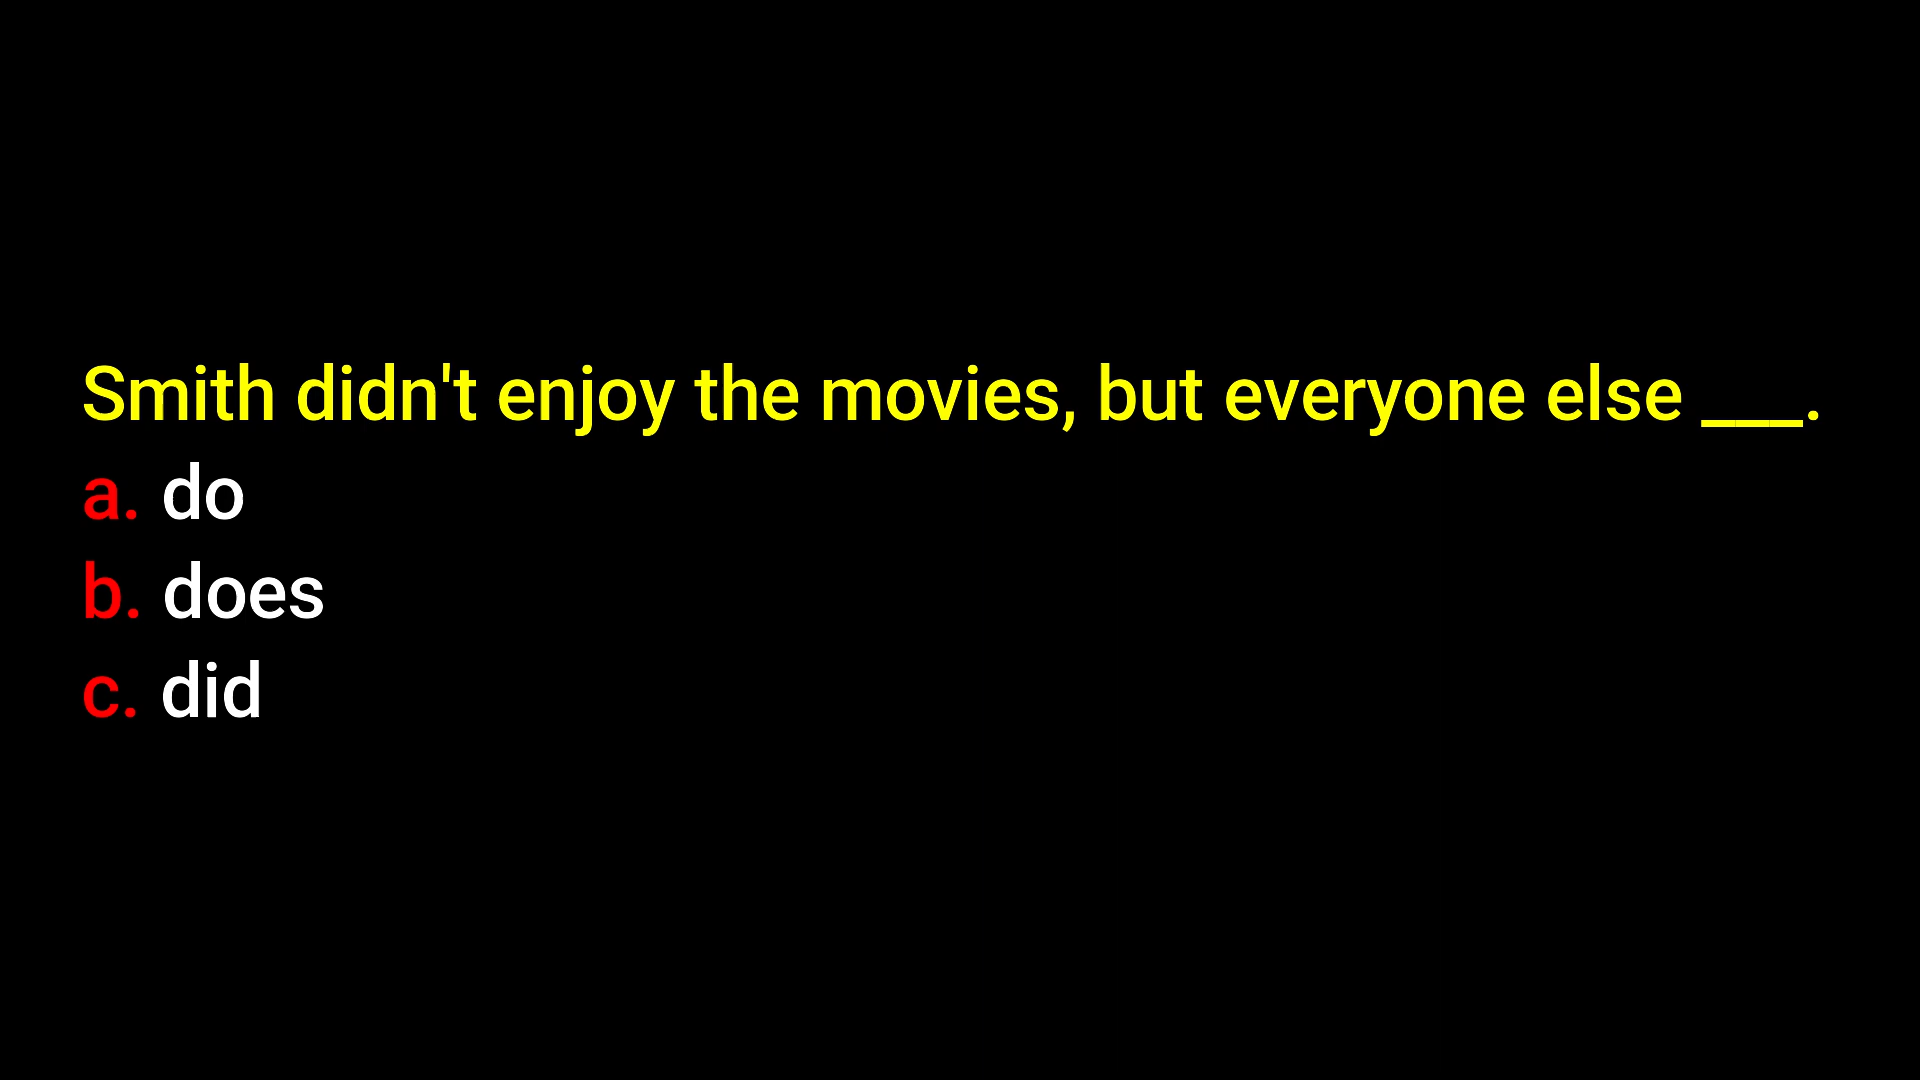 Smith didn't enjoy the movies, but everyone else ___.
a. do
b. does
c. did